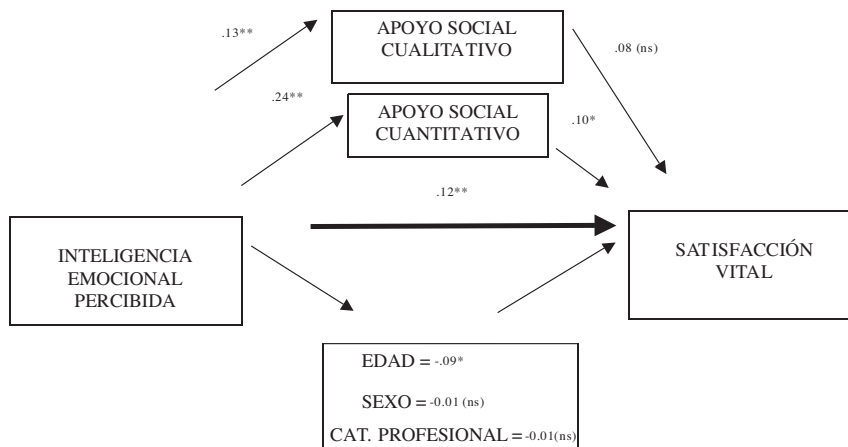 .13**
APOYO SOCIAL
CUALITATIVO
.08 (ns)
.24**
APOYO SOCIAL
CUANTITATIVO
.10*
.12**
INTELIGENCIA
EMOCIONAL
PERCIBIDA
SATISFACCIÓN
VITAL
EDAD = -.09*
SEXO = -0.01 (ns)
CAT. PROFESIONAL = -0.01(ns)